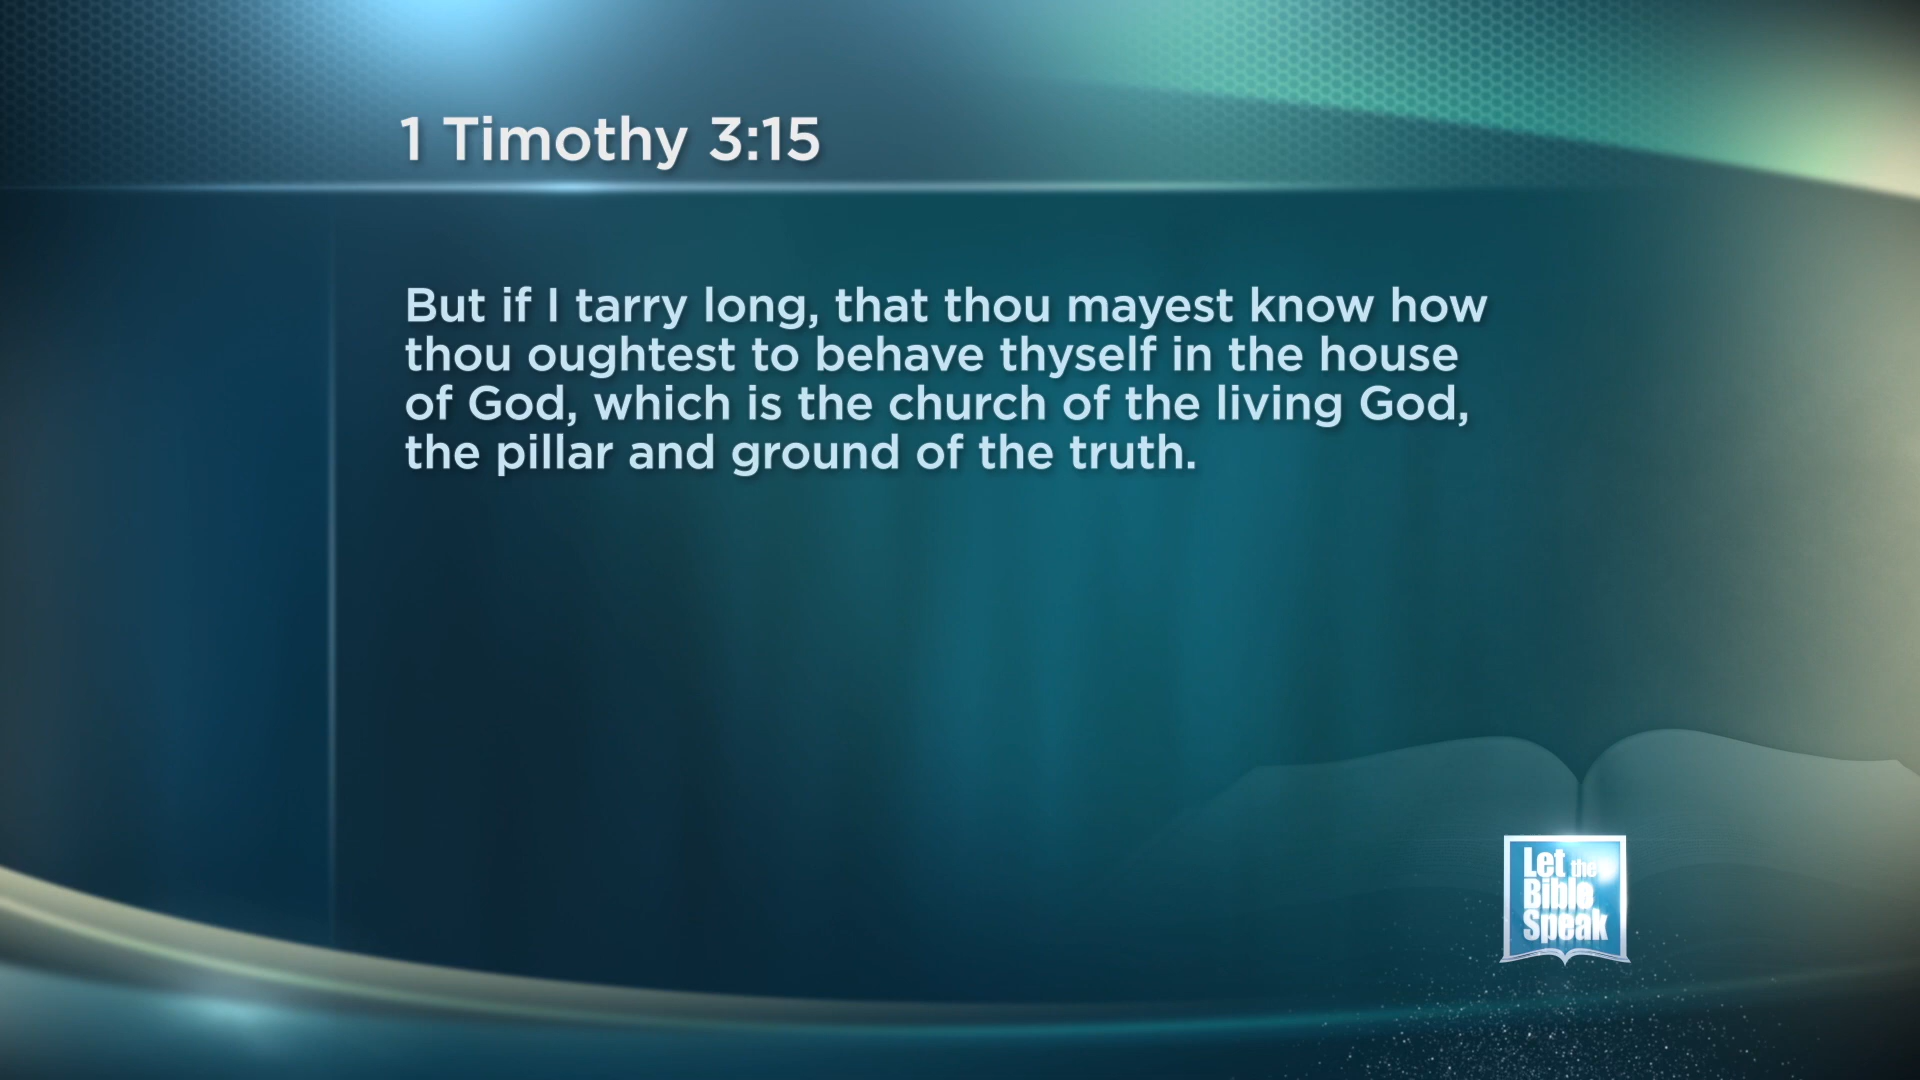 1 Timothy 3:15
But if I tarry long, that thou mayest know how
thou oughtest to behave thyself in the house
of God, which is the church of the living God,
the pillar and ground of the truth.
Let the
Bible
Speak